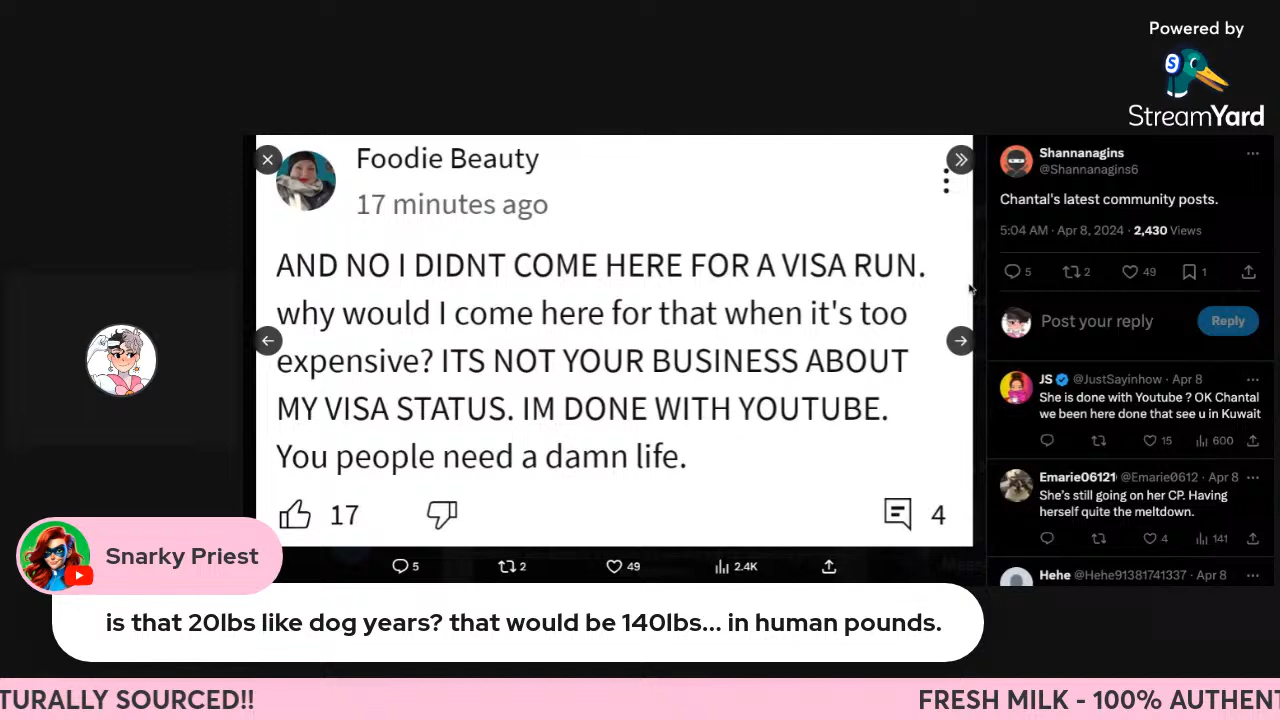 Powered by
StreamYard
Foodie Beauty
17 minutes ago
AND NO I DIDNT COME HERE FOR A VISA RUN.
why would I come here for that when it's too
expensive? ITS NOT YOUR BUSINESS ABOUT
MY VISA STATUS. IM DONE WITH YOUTUBE.
You people need a damn life.
17
4
5
2
49
2.4K
Shannanagins
@Shannanagins6
Chantal's latest community posts.
5:04 AM · Apr 8, 2024 · 2,430 Views
5
2
49
1
Post your reply
Reply
JS @JustSayinhow · Apr 8
She is done with Youtube ? OK Chantal
we been here done that see u in Kuwait
15
600
Emarie06121 @Emarie0612 · Apr 8
She's still going on her CP. Having
herself quite the meltdown.
4
141
Hehe @Hehe91381741337 · Apr 8
Snarky Priest
is that 20lbs like dog years? that would be 140lbs... in human pounds.
TURALLY SOURCED!!
FRESH MILK - 100% AUTHENT